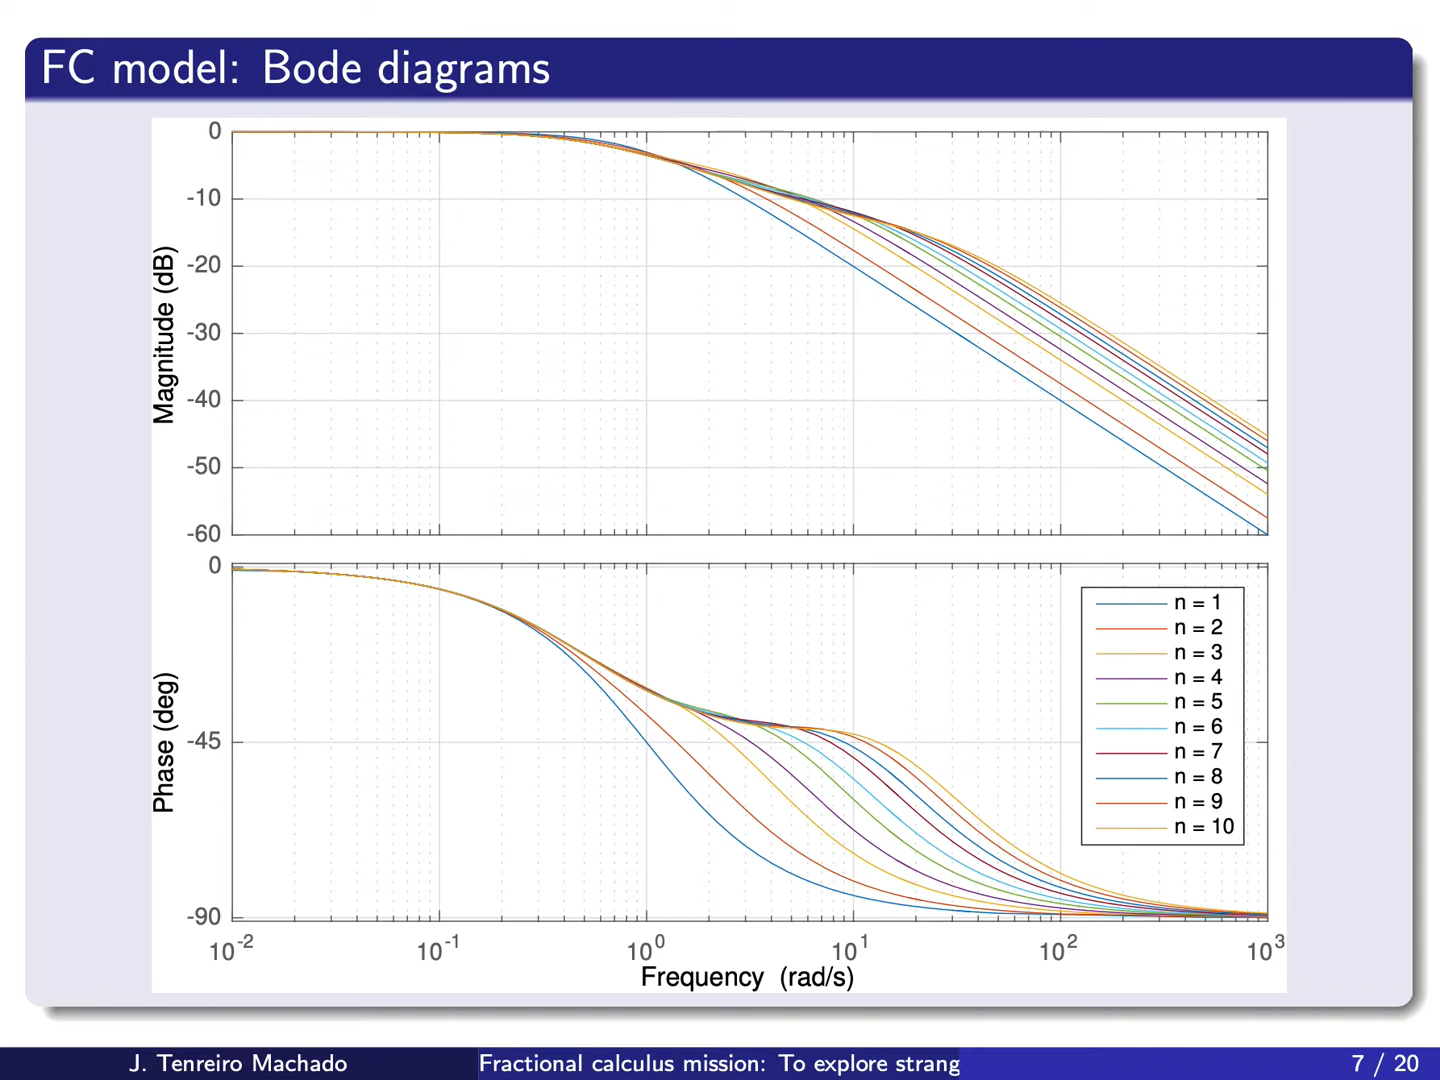 FC model: Bode diagrams
0
-10
-20
-30
-40
-50
-60
Magnitude (dB)
0
-45
-90
Phase (deg)
n = 1
n = 2
n = 3
n = 4
n = 5
n = 6
n = 7
n = 8
n = 9
n = 10
10^-2 10^-1 10^0 10^1 10^2 10^3
Frequency (rad/s)
J. Tenreiro Machado Fractional calculus mission: To explore strang 7 / 20